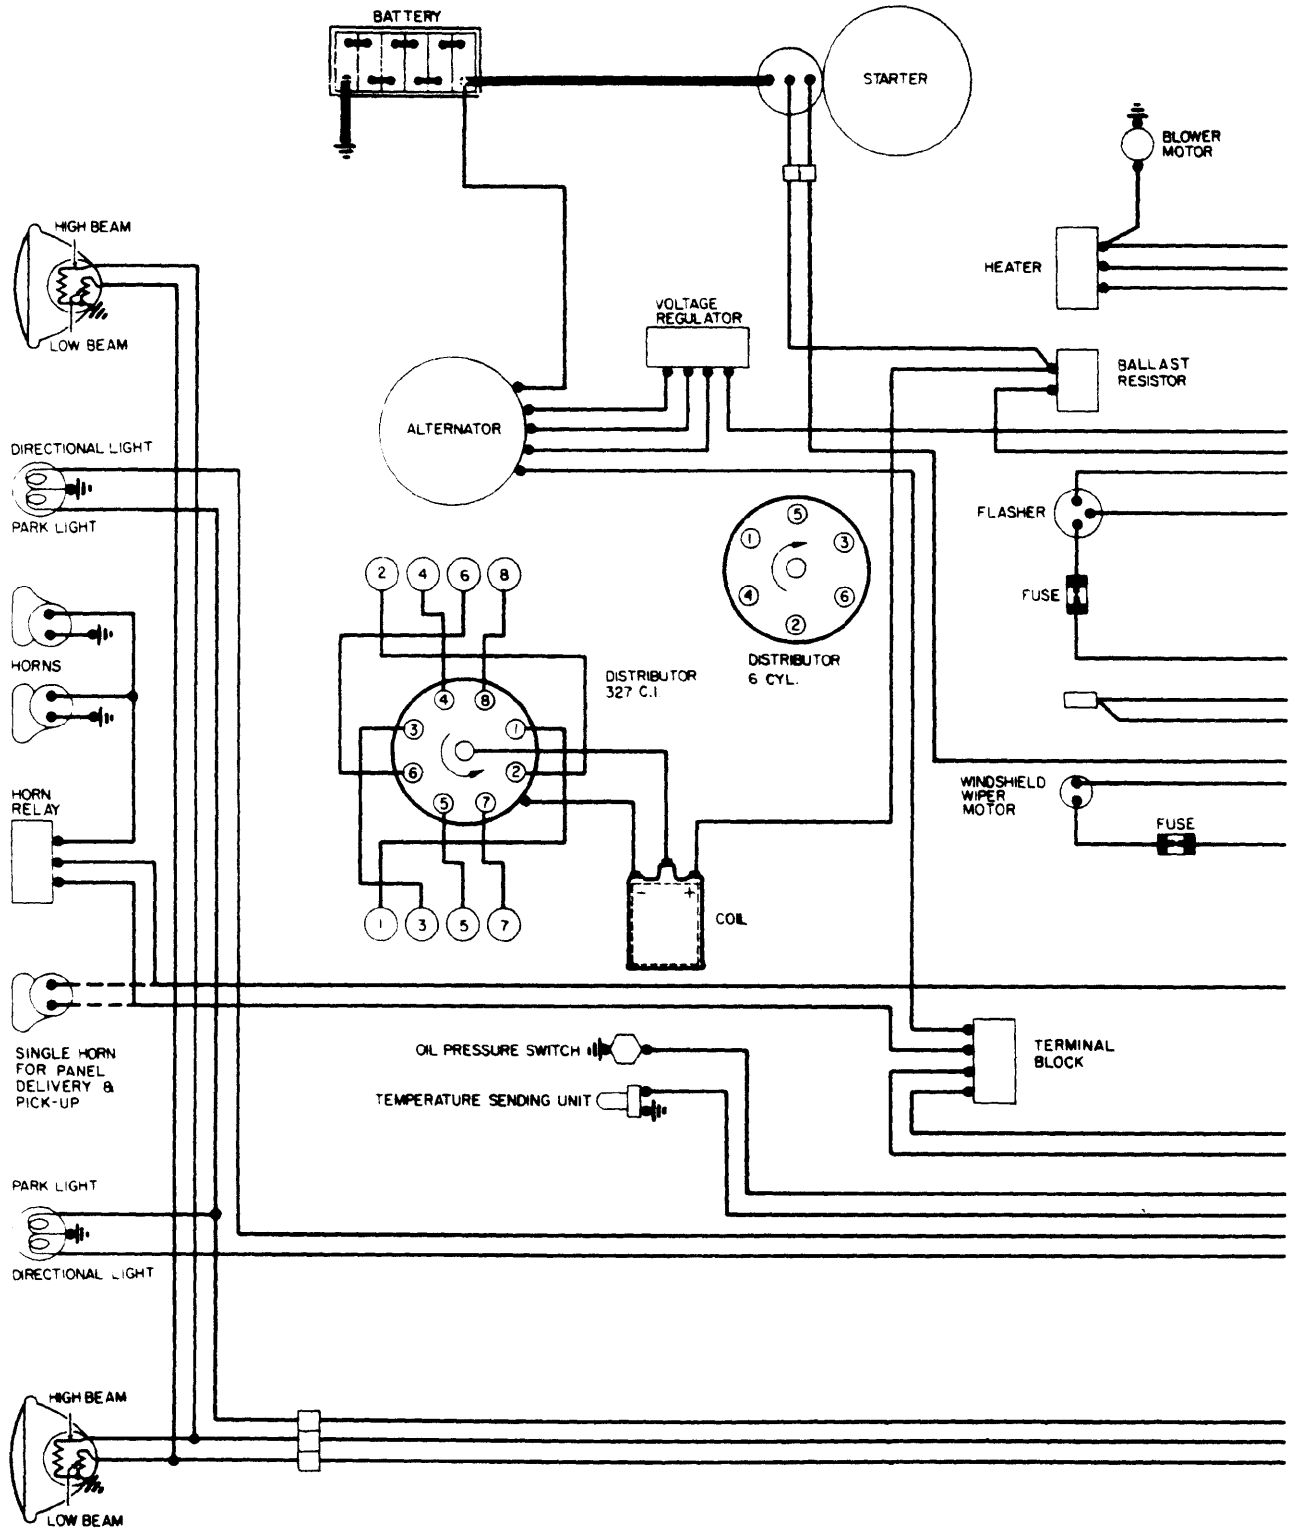 BATTERY
STARTER
BLOWER
MOTOR
HIGH BEAM
LOW BEAM
HEATER
VOLTAGE
REGULATOR
BALLAST
RESISTOR
ALTERNATOR
DIRECTIONAL LIGHT
PARK LIGHT
FLASHER
FUSE
5
1
3
4
6
2
DISTRIBUTOR
6 CYL.
2
4
6
8
HORNS
DISTRIBUTOR
327 C.I.
4
8
3
1
6
2
5
7
1
3
5
7
HORN
RELAY
WINDSHIELD
WIPER
MOTOR
FUSE
- +
COIL
SINGLE HORN
FOR PANEL
DELIVERY &
PICK-UP
OIL PRESSURE SWITCH
TEMPERATURE SENDING UNIT
TERMINAL
BLOCK
PARK LIGHT
DIRECTIONAL LIGHT
HIGH BEAM
LOW BEAM